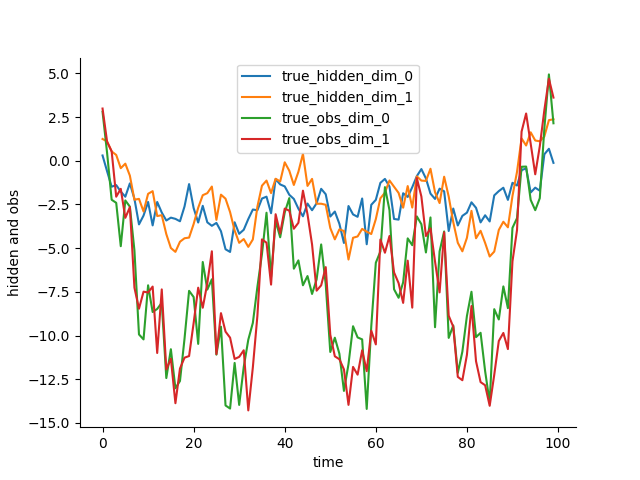 true_hidden_dim_0
true_hidden_dim_1
true_obs_dim_0
true_obs_dim_1
5.0
2.5
0.0
−2.5
−5.0
−7.5
−10.0
−12.5
−15.0
hidden and obs
0 20 40 60 80 100
time